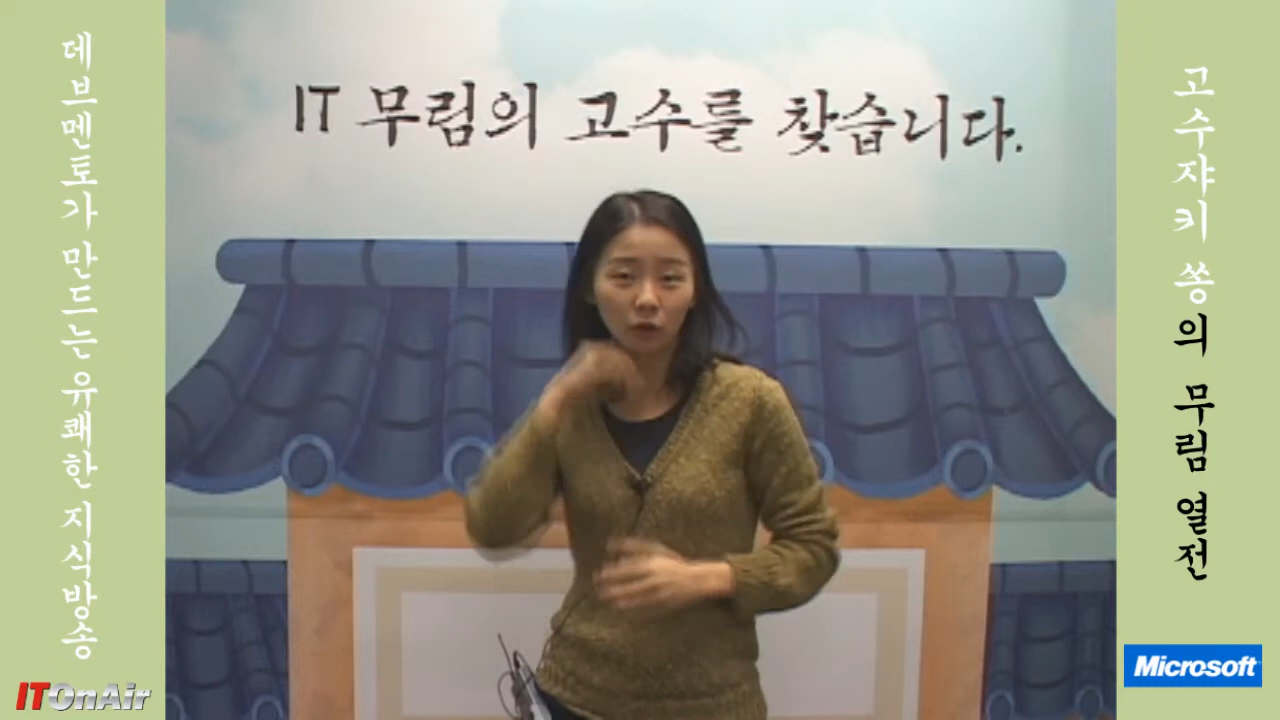 데브멘토가 만드는 유쾌한 지식방송
IT 무림의 고수를 찾습니다.
고수쟈키 쏭의 무림 열전
ITOnAir
Microsoft